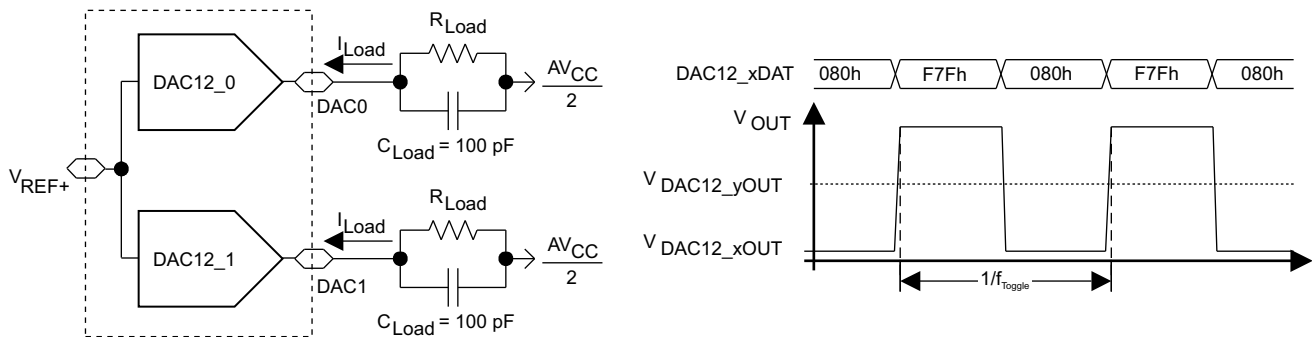 DAC12_0
I Load
R Load
AV CC
2
DAC0
C Load = 100 pF
V REF+
DAC12_1
I Load
R Load
AV CC
2
DAC1
C Load = 100 pF
DAC12_xDAT
080h
F7Fh
080h
F7Fh
080h
V OUT
V DAC12_yOUT
V DAC12_xOUT
1/f Toggle